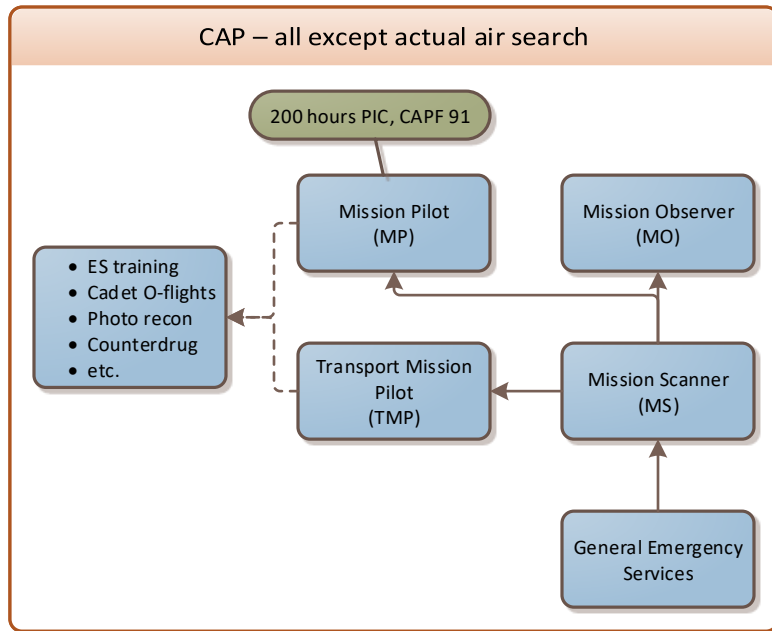 CAP – all except actual air search
200 hours PIC, CAPF 91
Mission Pilot
(MP)
Mission Observer
(MO)
• ES training
• Cadet O-flights
• Photo recon
• Counterdrug
• etc.
Transport Mission
Pilot
(TMP)
Mission Scanner
(MS)
General Emergency
Services